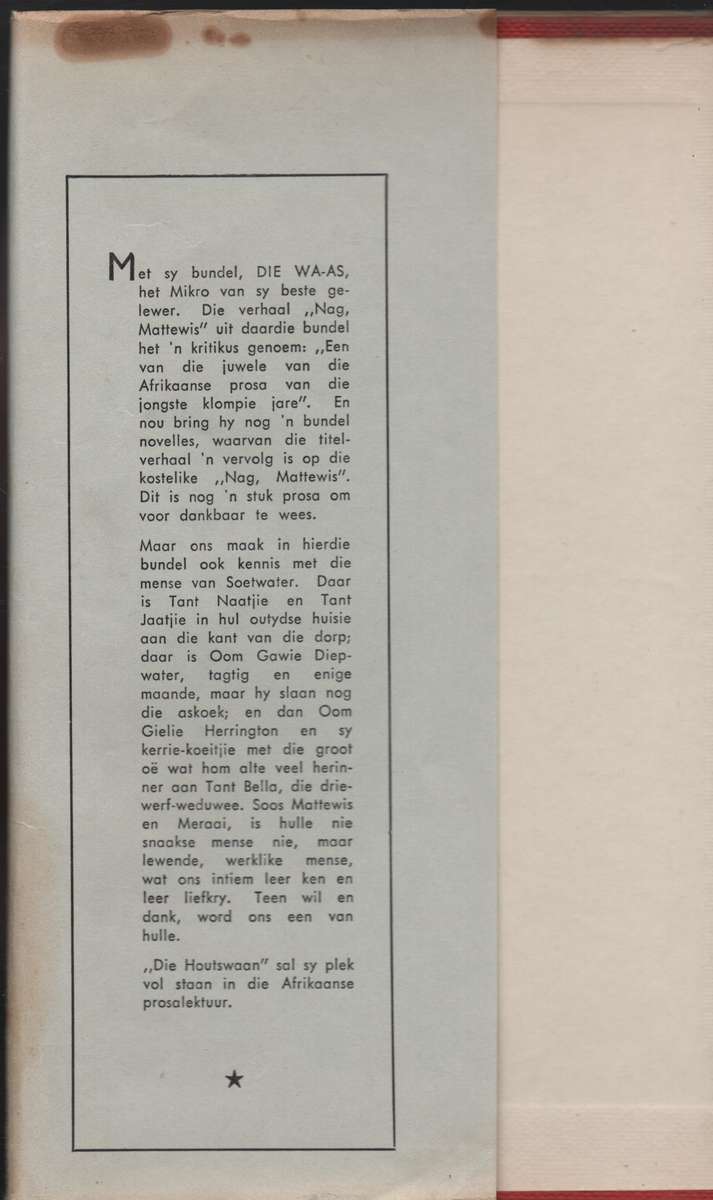 Met sy bundel, DIE WA-AS,
het Mikro van sy beste ge-
lewer. Die verhaal ,,Nag,
Mattewis" uit daardie bundel
het 'n kritikus genoem: ,,Een
van die juwele van die
Afrikaanse prosa van die
jongste klompie jare". En
nou bring hy nog 'n bundel
novelles, waarvan die titel-
verhaal 'n vervolg is op die
kostelike ,,Nag, Mattewis".
Dit is nog 'n stuk prosa om
voor dankbaar te wees.
Maar ons maak in hierdie
bundel ook kennis met die
mense van Soetwater. Daar
is Tant Naatjie en Tant
Jaatjie in hul outydse huisie
aan die kant van die dorp;
daar is Oom Gawie Diep-
water, tagtig en enige
maande, maar hy slaan nog
die askoek; en dan Oom
Gielie Herrington en sy
kerrie-koeitjie met die groot
oë wat hom alte veel herin-
ner aan Tant Bella, die drie-
werf-weduwee. Soos Mattewis
en Meraai, is hulle nie
snaakse mense nie, maar
lewende, werklike mense,
wat ons intiem leer ken en
leer liefkry. Teen wil en
dank, word ons een van
hulle.
,,Die Houtswaan" sal sy plek
vol staan in die Afrikaanse
prosalektuur.